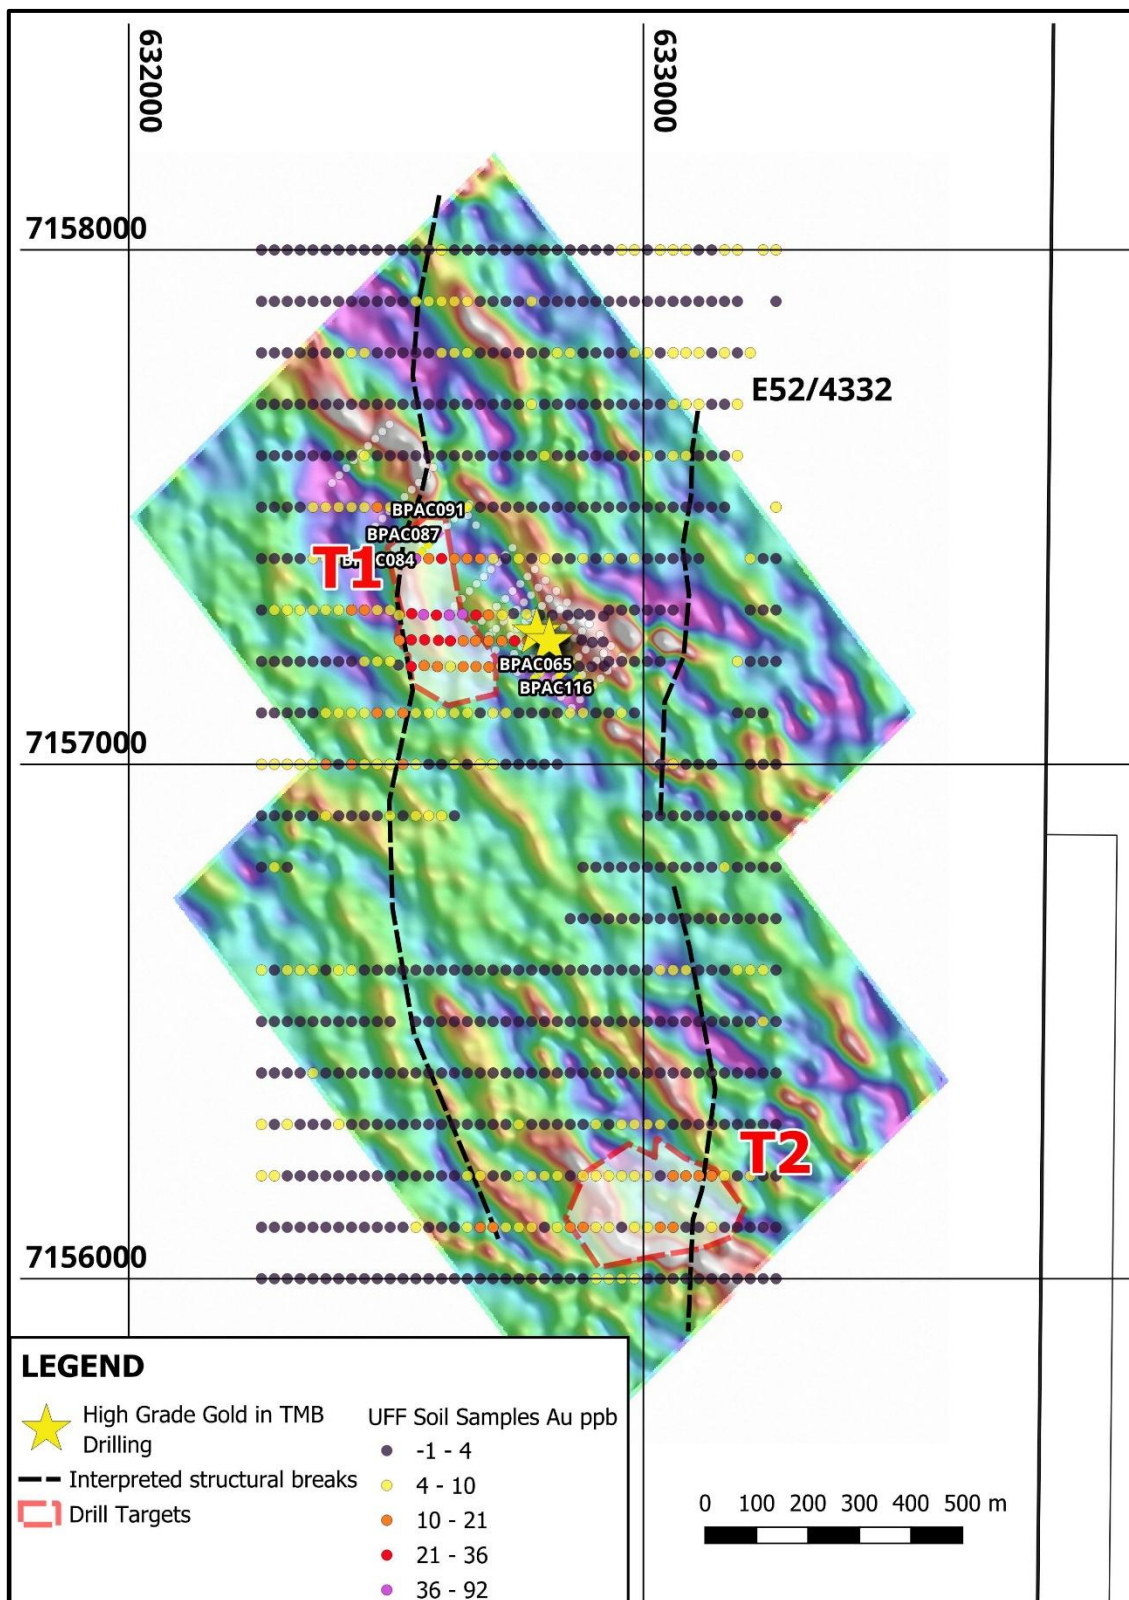 632000
633000
7158000
E52/4332
BPAC091
BPAC087
T1
BPAC084
BPAC065
BPAC116
7157000
T2
7156000
LEGEND
High Grade Gold in TMB
Drilling
Interpreted structural breaks
Drill Targets
UFF Soil Samples Au ppb
-1 - 4
4 - 10
10 - 21
21 - 36
36 - 92
0 100 200 300 400 500 m